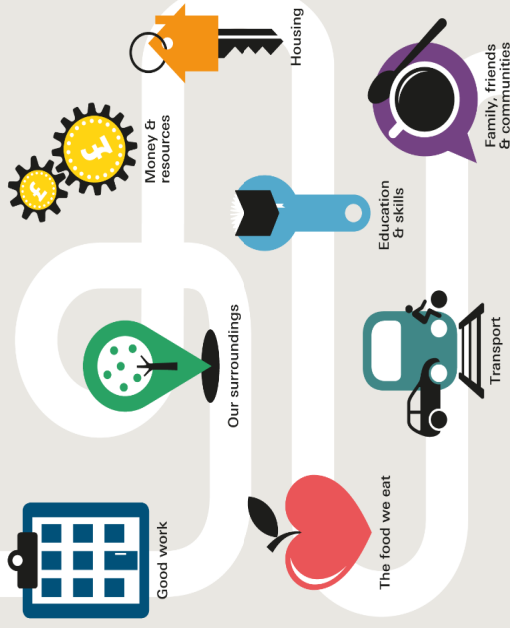 Good work
Our surroundings
Money &
resources
Housing
The food we eat
Education
& skills
Transport
Family, friends
& communities
£
£